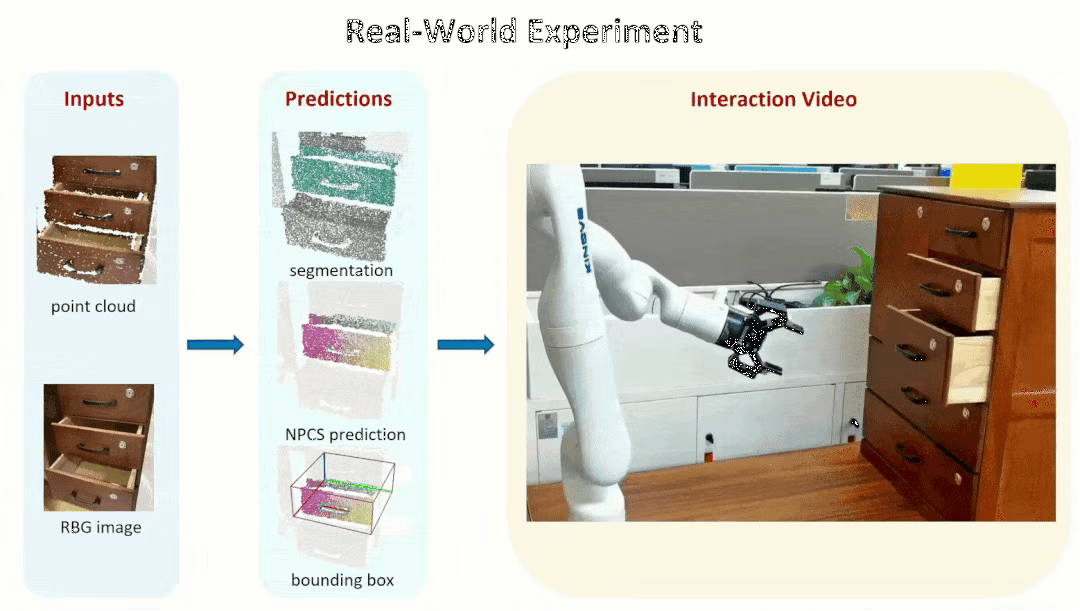 Real-World Experiment
Inputs
point cloud
RBG image
Predictions
segmentation
NPCS prediction
bounding box
Interaction Video
KINOVA